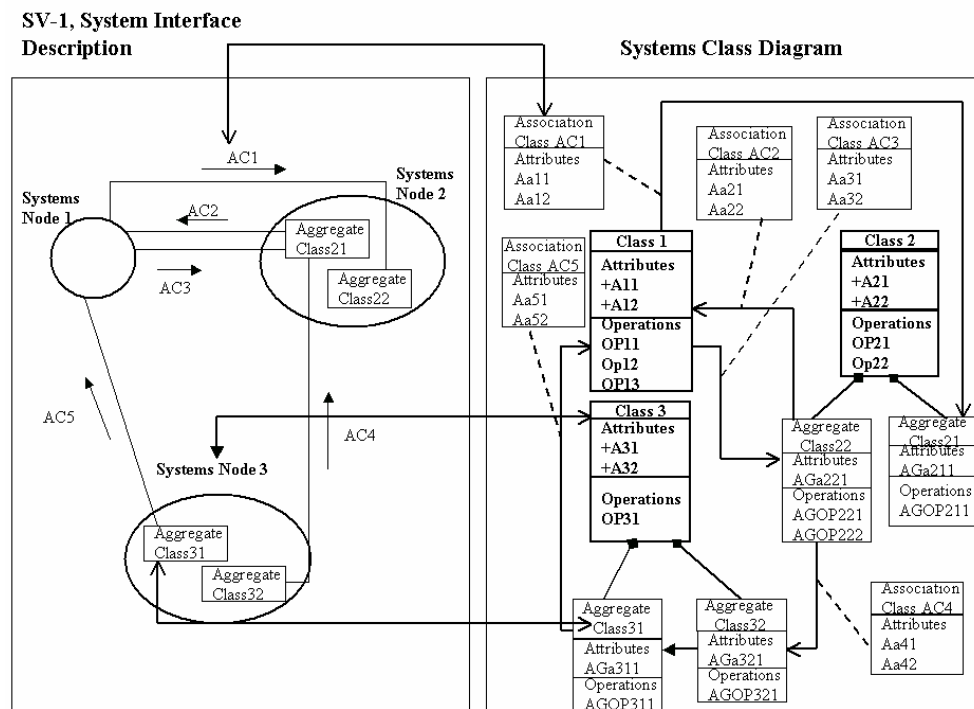 SV-1, System Interface
Description
Systems Class Diagram
AC1
Systems
Node 1
Systems
Node 2
AC2
AC3
Aggregate
Class21
Aggregate
Class22
AC5
AC4
Systems Node 3
Aggregate
Class31
Aggregate
Class32
Association
Class AC1
Attributes
Aa11
Aa12
Association
Class AC2
Attributes
Aa21
Aa22
Association
Class AC3
Attributes
Aa31
Aa32
Association
Class AC5
Attributes
Aa51
Aa52
Class 1
Attributes
+A11
+A12
Operations
OP11
Op12
OP13
Class 2
Attributes
+A21
+A22
Operations
OP21
Op22
Class 3
Attributes
+A31
+A32
Operations
OP31
Aggregate
Class22
Attributes
AGa221
Operations
AGOP221
AGOP222
Aggregate
Class21
Attributes
AGa211
Operations
AGOP211
Aggregate
Class31
Attributes
AGa311
Operations
AGOP311
Aggregate
Class32
Attributes
AGa321
Operations
AGOP321
Association
Class AC4
Attributes
Aa41
Aa42